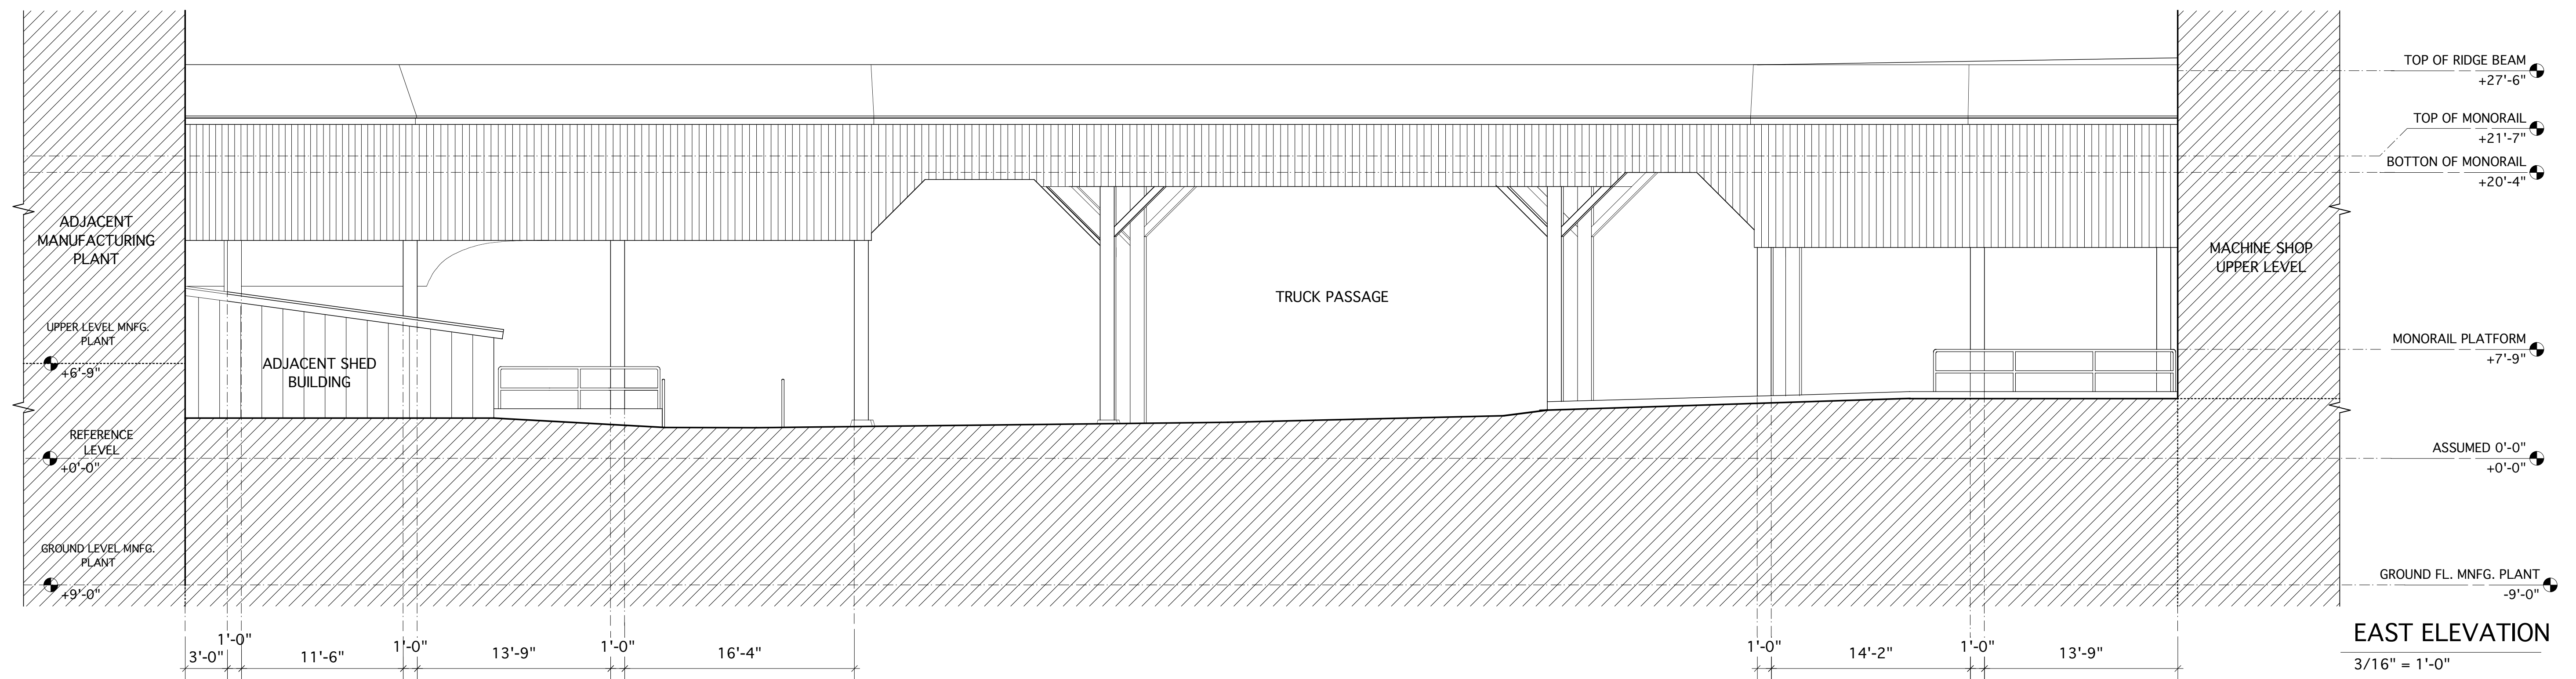 TOP OF RIDGE BEAM
+27'-6"
TOP OF MONORAIL
+21'-7"
BOTTON OF MONORAIL
+20'-4"
ADJACENT
MANUFACTURING
PLANT
MACHINE SHOP
UPPER LEVEL
TRUCK PASSAGE
UPPER LEVEL MNFG.
PLANT
+6'-9"
ADJACENT SHED
BUILDING
MONORAIL PLATFORM
+7'-9"
REFERENCE
LEVEL
+0'-0"
ASSUMED 0'-0"
+0'-0"
GROUND LEVEL MNFG.
PLANT
+9'-0"
GROUND FL. MNFG. PLANT
-9'-0"
3'-0" 1'-0" 11'-6" 1'-0" 13'-9" 1'-0" 16'-4" 1'-0" 14'-2" 1'-0" 13'-9"
EAST ELEVATION
3/16" = 1'-0"